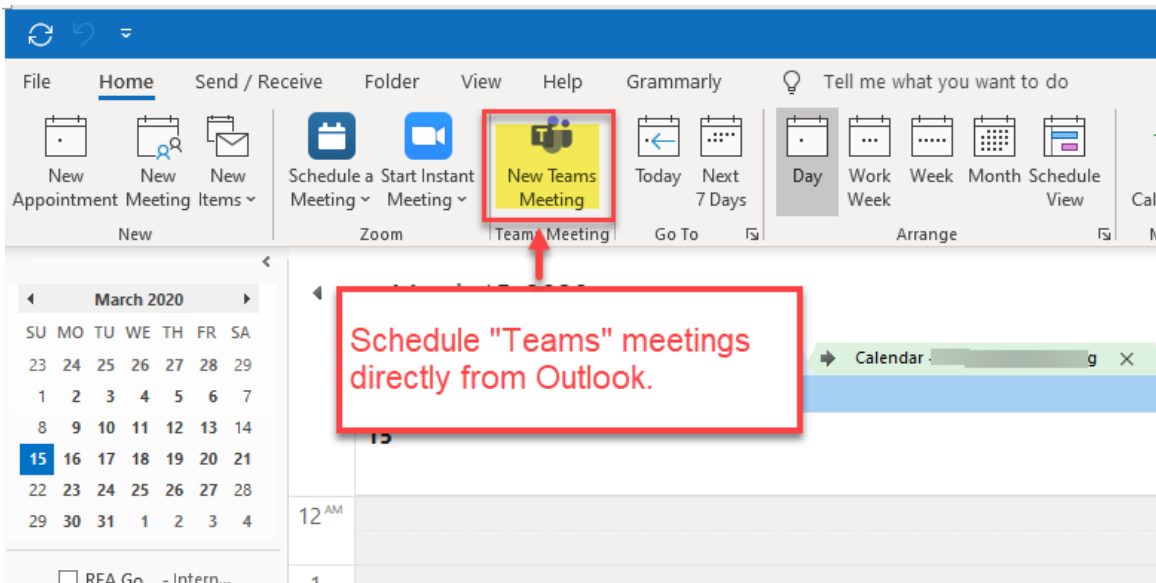 File Home Send / Receive Folder View Help Grammarly Tell me what you want to do
New Appointment
New Meeting
New Items
Schedule a Meeting
Start Instant Meeting
New Teams Meeting
Today
Next 7 Days
Day
Work Week
Week
Month
Schedule View
New Zoom Teams Meeting Go To Arrange
March 2020
SU MO TU WE TH FR SA
23 24 25 26 27 28 29
1 2 3 4 5 6 7
8 9 10 11 12 13 14
15 16 17 18 19 20 21
22 23 24 25 26 27 28
29 30 31 1 2 3 4
Schedule "Teams" meetings
directly from Outlook.
Calendar - g
15
12 AM